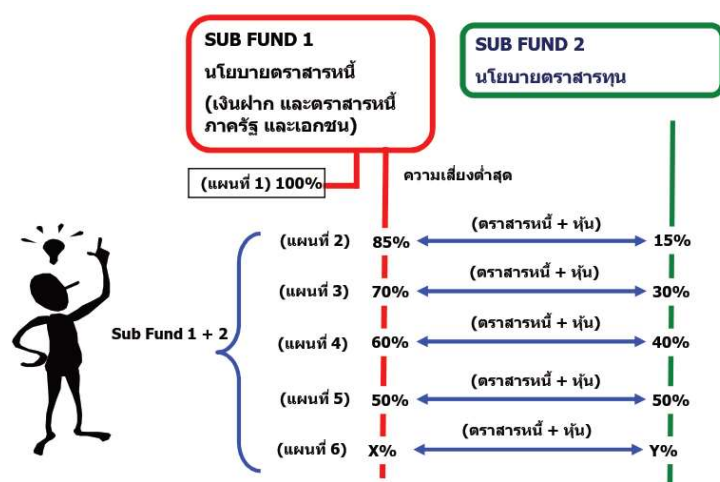 SUB FUND 1
นโยบายตราสารหนี้
(เงินฝาก และตราสารหนี้
ภาครัฐ และเอกชน)
SUB FUND 2
นโยบายตราสารทุน
(แผนที่ 1) 100%
ความเสี่ยงต่ำสุด
(แผนที่ 2) 85% (ตราสารหนี้ + หุ้น) 15%
(แผนที่ 3) 70% (ตราสารหนี้ + หุ้น) 30%
Sub Fund 1 + 2
(แผนที่ 4) 60% (ตราสารหนี้ + หุ้น) 40%
(แผนที่ 5) 50% (ตราสารหนี้ + หุ้น) 50%
(แผนที่ 6) X% (ตราสารหนี้ + หุ้น) Y%